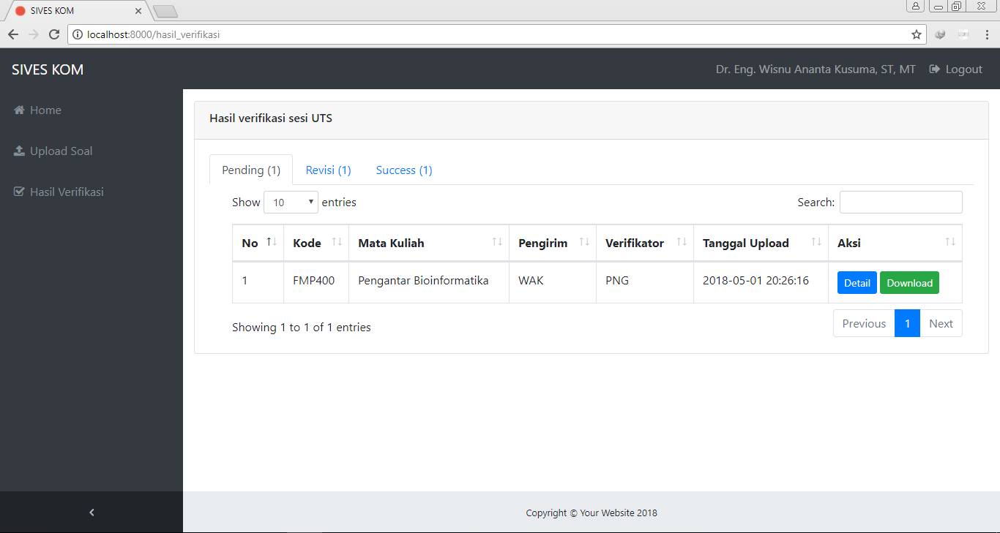 SIVES KOM
localhost:8000/hasil_verifikasi
SIVES KOM
Dr. Eng. Wisnu Ananta Kusuma, ST, MT Logout
Home
Upload Soal
Hasil Verifikasi
Hasil verifikasi sesi UTS
Pending (1) Revisi (1) Success (1)
Show 10 entries Search:
No Kode Mata Kuliah Pengirim Verifikator Tanggal Upload Aksi
1 FMP400 Pengantar Bioinformatika WAK PNG 2018-05-01 20:26:16 Detail Download
Showing 1 to 1 of 1 entries Previous 1 Next
Copyright © Your Website 2018